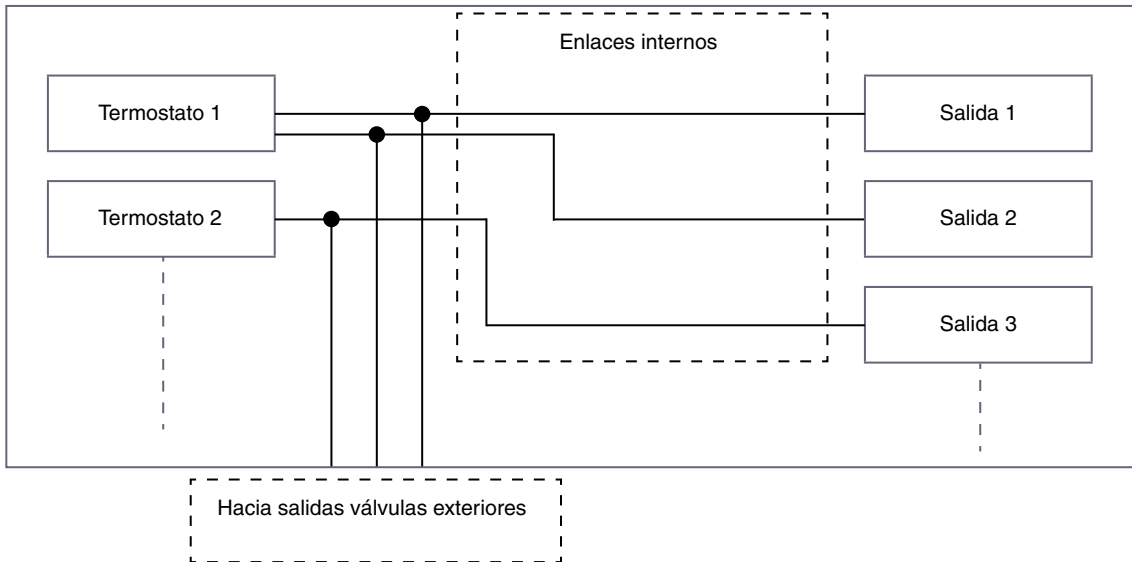 Enlaces internos
Termostato 1
Salida 1
Termostato 2
Salida 2
Salida 3
Hacia salidas válvulas exteriores